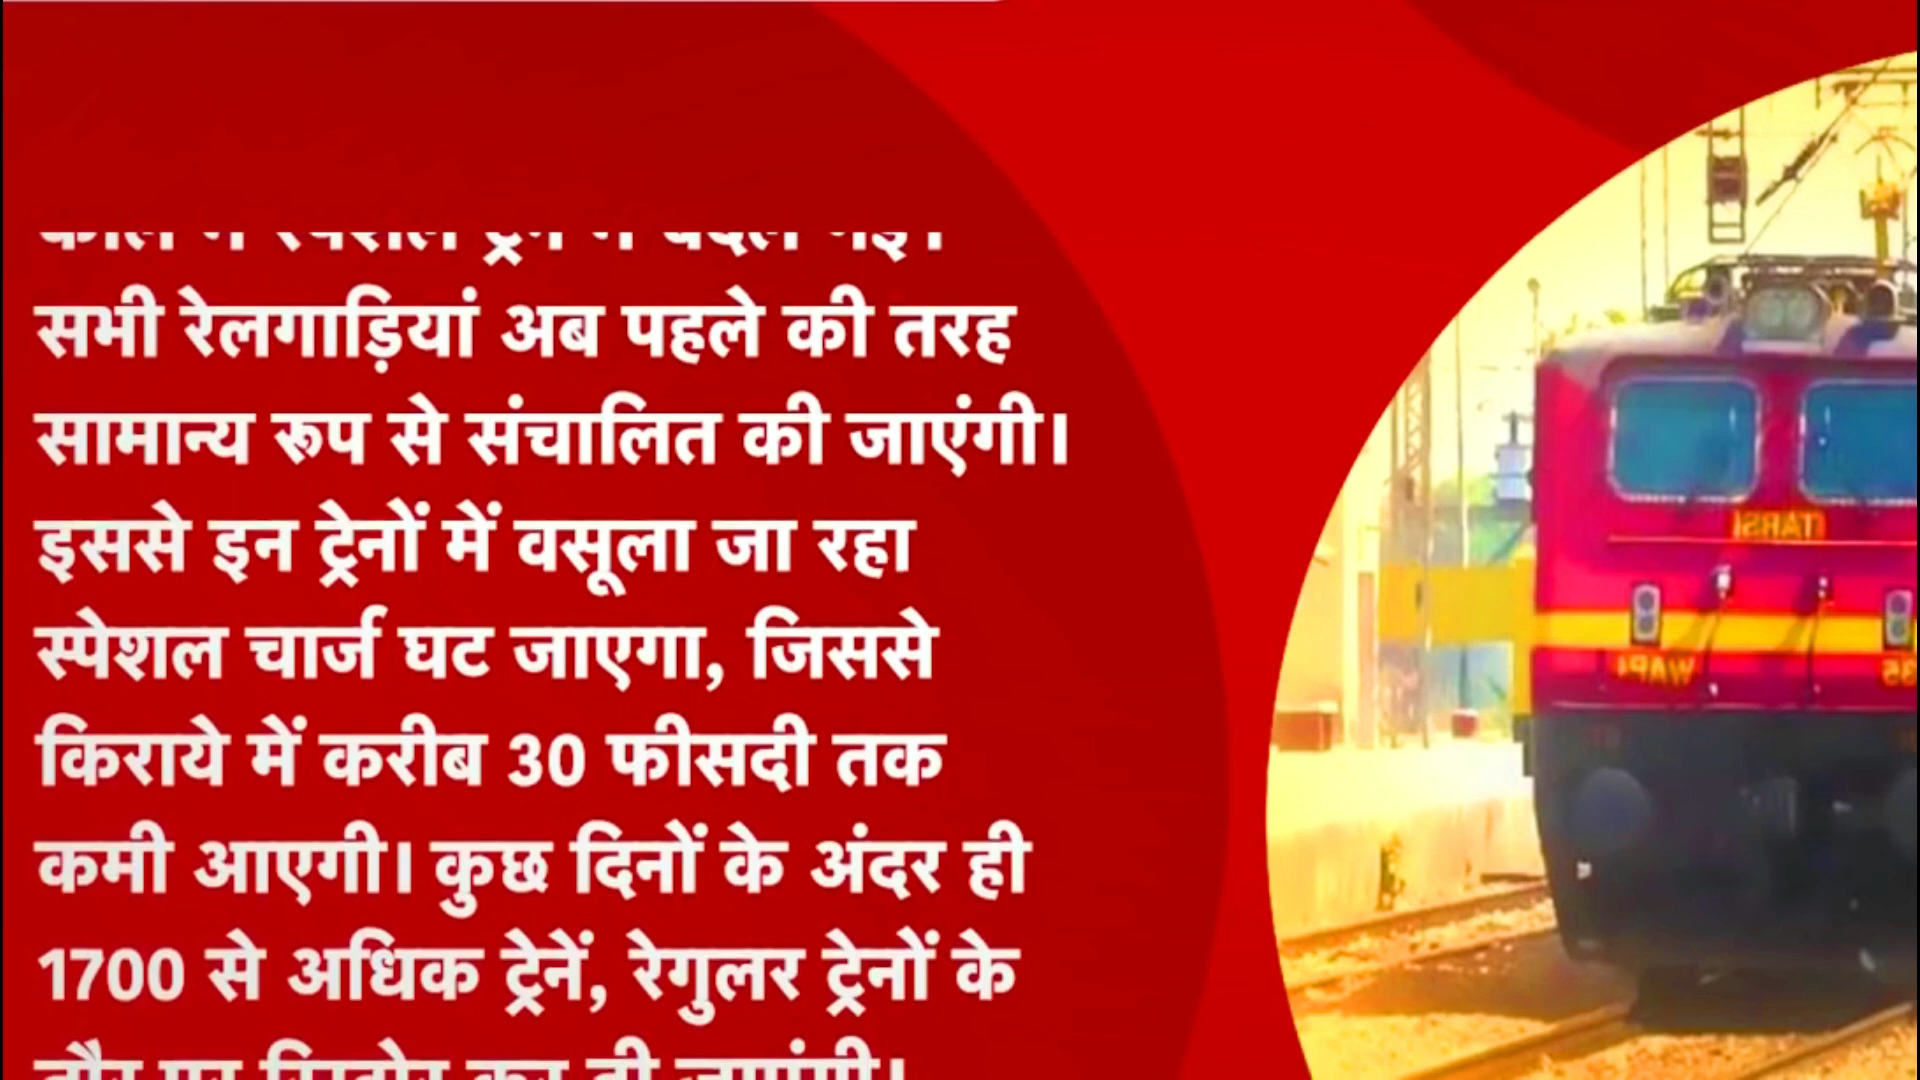 सभी रेलगाड़ियां अब पहले की तरह
सामान्य रूप से संचालित की जाएंगी।
इससे इन ट्रेनों में वसूला जा रहा
स्पेशल चार्ज घट जाएगा, जिससे
किराये में करीब 30 फीसदी तक
कमी आएगी। कुछ दिनों के अंदर ही
1700 से अधिक ट्रेनें, रेगुलर ट्रेनों के